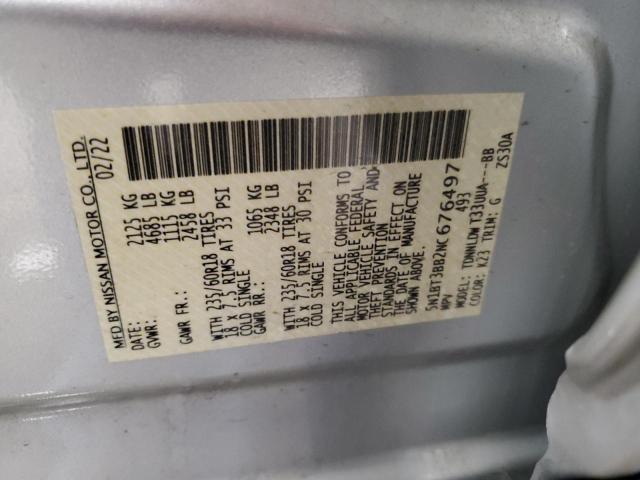 MFD BY NISSAN MOTOR CO., LTD.
DATE: 02/22
GVWR: 2125 KG
4685 LB
GAWR FR: 1115 KG
2458 LB
WITH 235/60R18 TIRES
18 x 7.5 RIMS AT 33 PSI
COLD SINGLE
GAWR RR: 1065 KG
2348 LB
WITH 235/60R18 TIRES
18 x 7.5 RIMS AT 30 PSI
COLD SINGLE
THIS VEHICLE CONFORMS TO
ALL APPLICABLE FEDERAL
MOTOR VEHICLE SAFETY AND
THEFT PREVENTION
STANDARDS IN EFFECT ON
THE DATE OF MANUFACTURE
SHOWN ABOVE.
5N1BT3BB2NC676497
MPV 493
MODEL: TDNNLDW T33UUA----BB
COLOR: K23 TRIM: G ZS30A